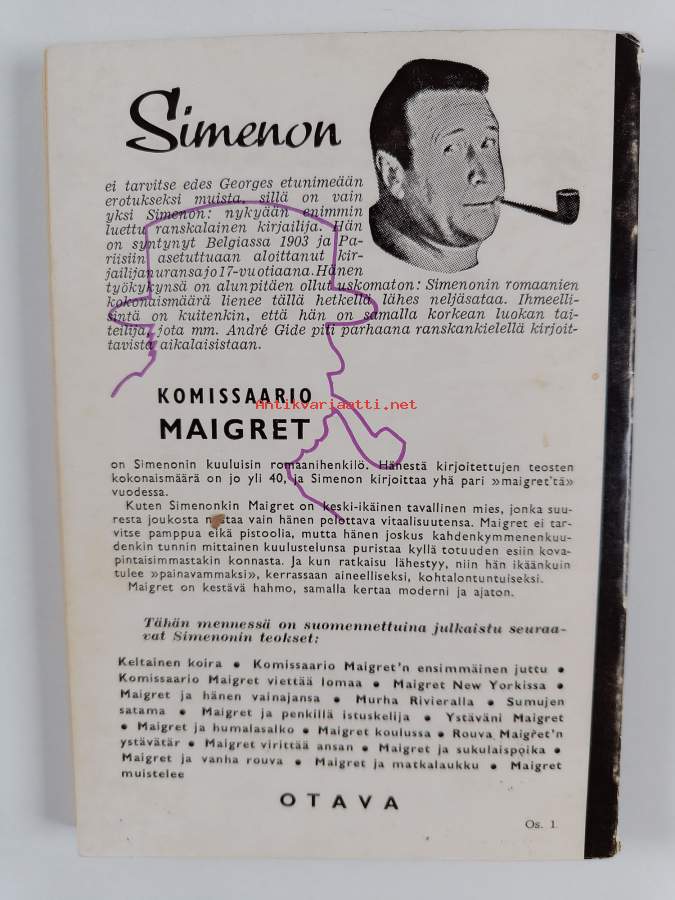 Simenon
ei tarvitse edes Georges etunimeään
erotukseksi muista, sillä on vain
yksi Simenon: nykyään enimmin
luettu ranskalainen kirjailija. Hän
on syntynyt Belgiassa 1903 ja Pa-
riisiin asetuttuaan aloittanut kir-
jailijanuransa jo 17-vuotiaana. Hänen
työkykynsä on alunpitäen ollut uskomaton: Simenonin romaanien
kokonaismäärä lienee tällä hetkellä lähes neljäsataa. Ihmeelli-
sintä on kuitenkin, että hän on samalla korkean luokan tai-
teilija, jota mm. André Gide piti parhaana ranskankielellä kirjoit-
tavista aikalaisistaan.
KOMISSAARIO
Antikvariaatti.net
MAIGRET
on Simenonin kuuluisin romaanihenkilö. Hänestä kirjoitettujen teosten
kokonaismäärä on jo yli 40, ja Simenon kirjoittaa yhä pari »maigret'tä»
vuodessa.
Kuten Simenonkin Maigret on keski-ikäinen tavallinen mies, jonka suu-
resta joukosta nostaa vain hänen pelottava vitaalisuutensa. Maigret ei tar-
vitse pamppua eikä pistoolia, mutta hänen joskus kahdenkymmenenkuu-
denkin tunnin mittainen kuulustelunsa puristaa kyllä totuuden esiin kova-
pintaisimmastakin konnasta. Ja kun ratkaisu lähestyy, niin hän ikäänkuin
tulee »painavammaksi», kerrassaan aineelliseksi, kohtalontuntuiseksi.
Maigret on kestävä hahmo, samalla kertaa moderni ja ajaton.
Tähän mennessä on suomennettuina julkaistu seuraa-
vat Simenonin teokset:
Keltainen koira • Komissaario Maigret'n ensimmäinen juttu •
Komissaario Maigret viettää lomaa • Maigret New Yorkissa •
Maigret ja hänen vainajansa • Murha Rivieralla • Sumujen
satama • Maigret ja penkillä istuskelija • Ystäväni Maigret
• Maigret ja humalasalko • Maigret koulussa • Rouva Maigret'n
ystävätär • Maigret virittää ansan • Maigret ja sukulaispoika •
Maigret ja vanha rouva • Maigret ja matkalaukku • Maigret
muistelee
OTAVA
Os. 1